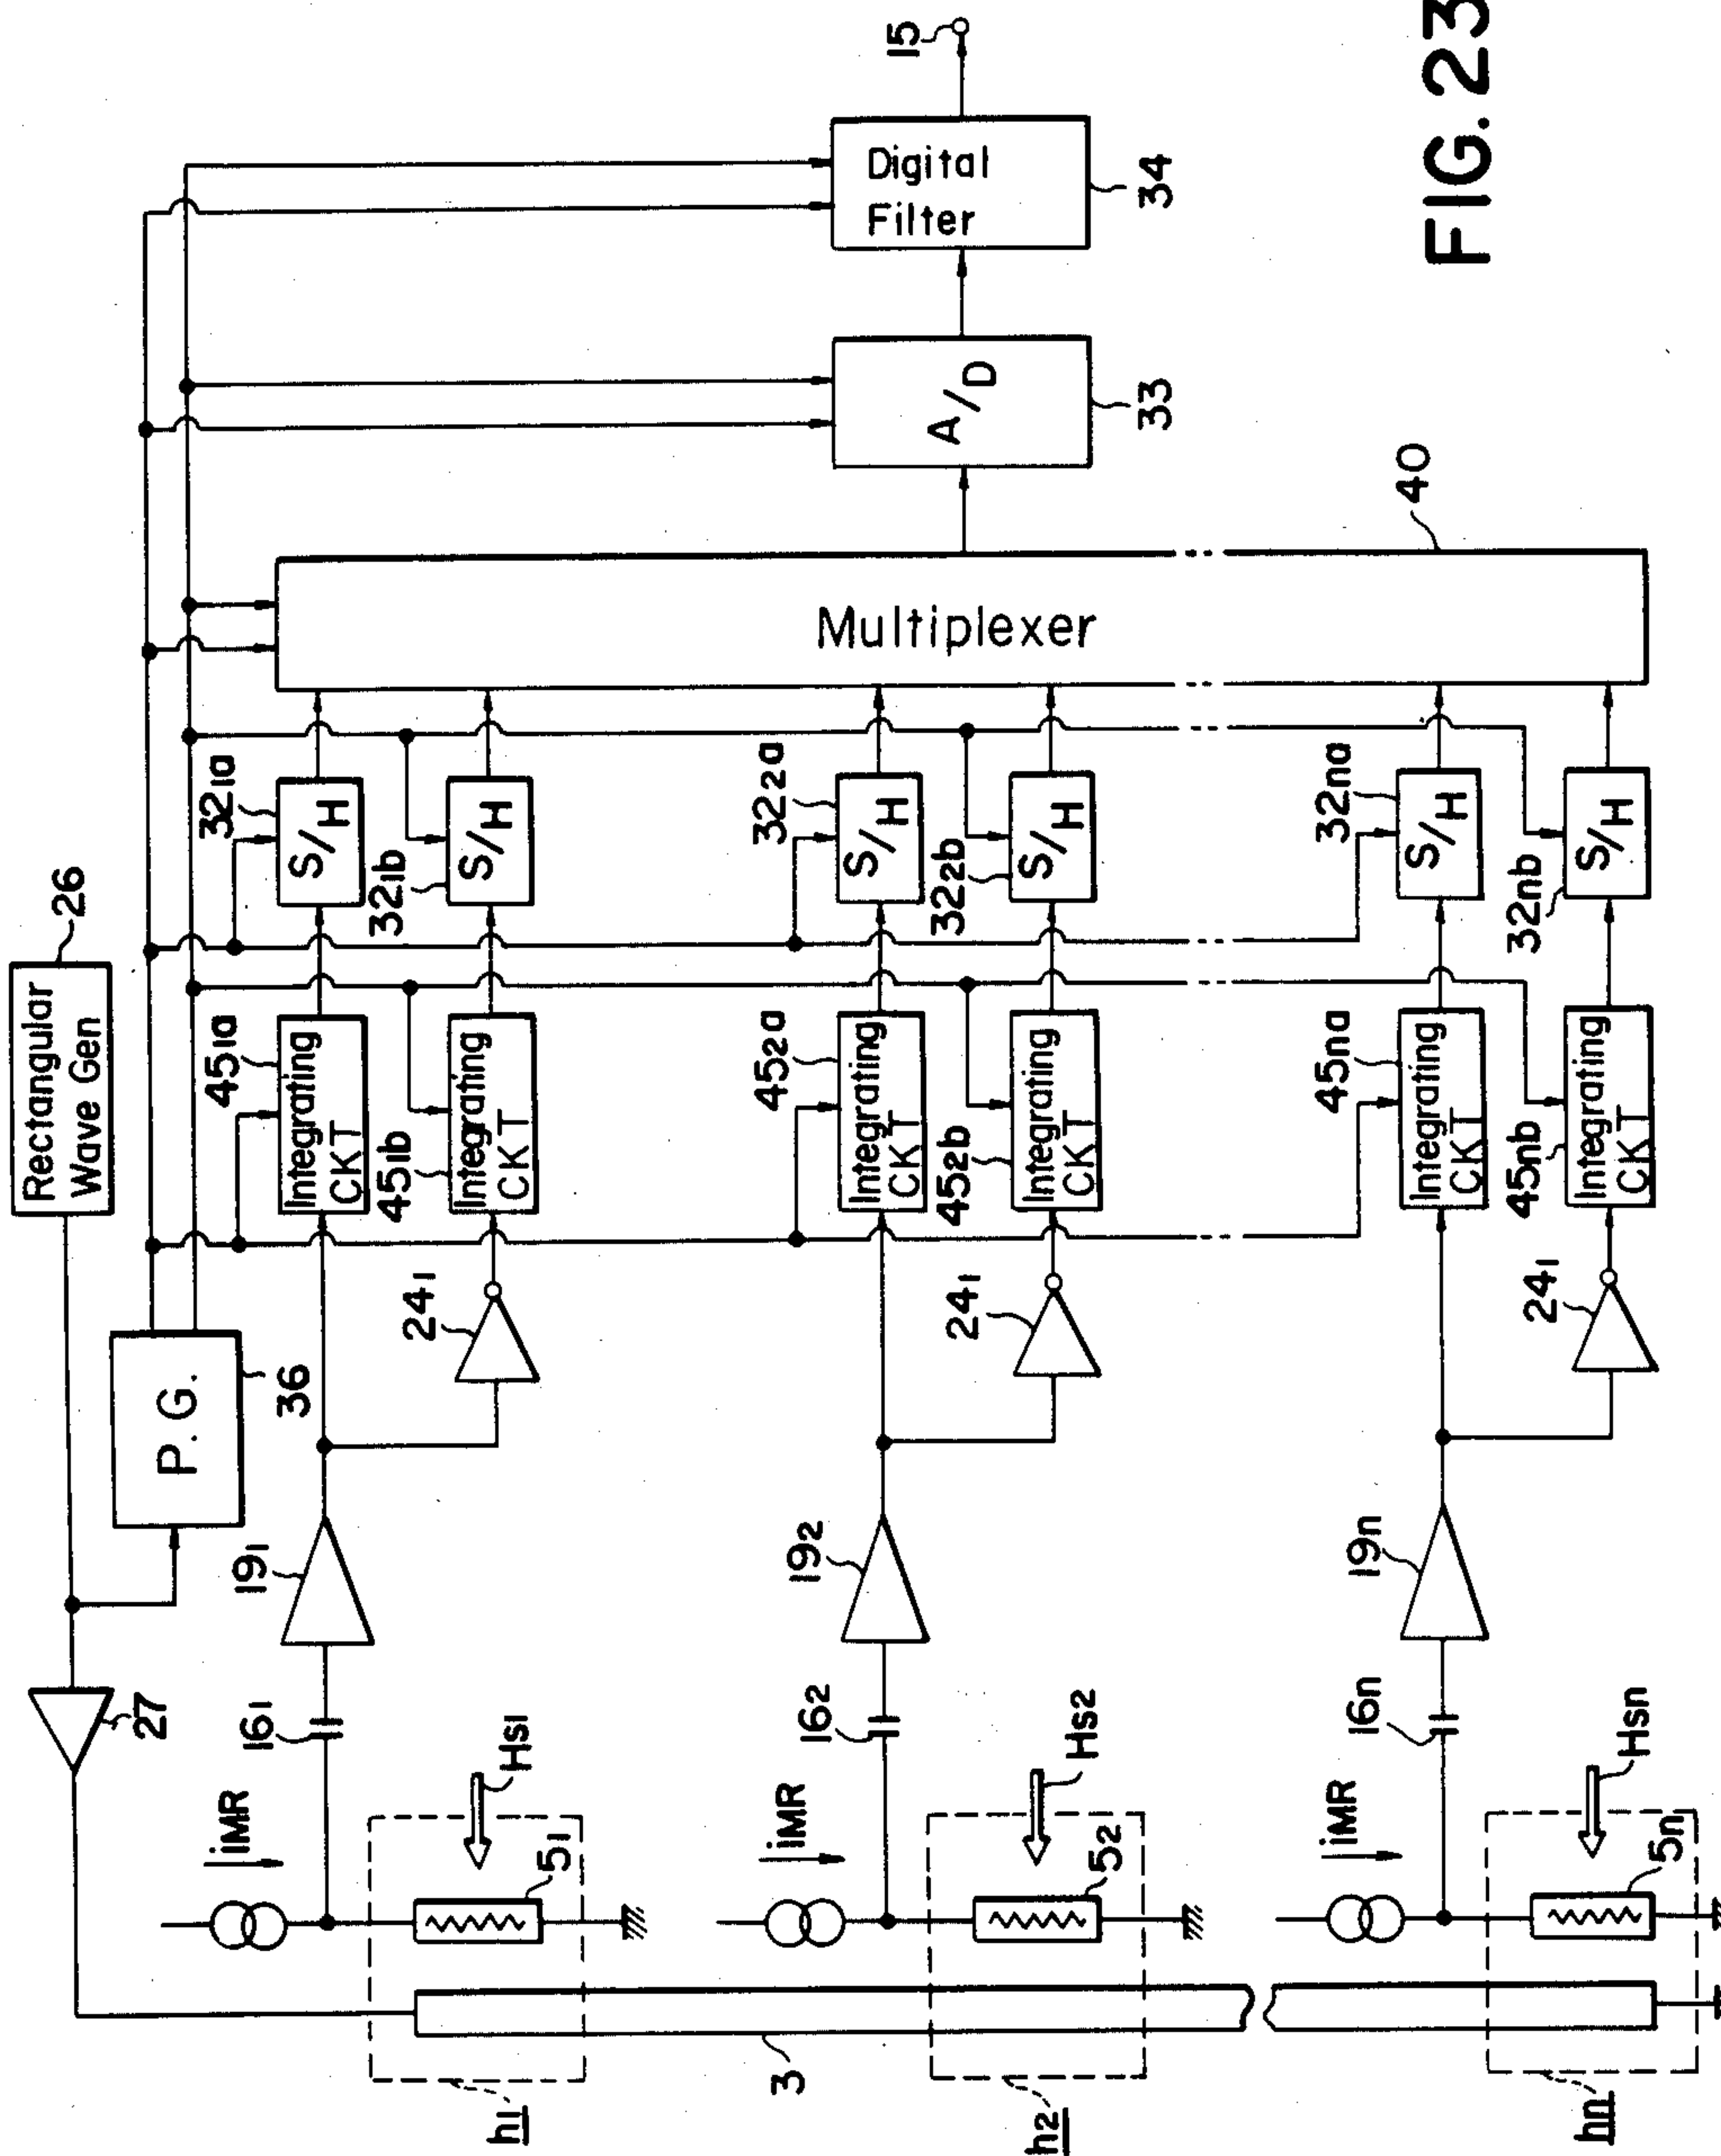 FIG. 23
Rectangular
Wave Gen
26
27
P. G.
36
15
Digital
Filter
34
A/D
33
Multiplexer
40
h1
Hs1
iMR
51
161
191
241
Integrating
CKT
451a
Integrating
CKT
451b
S/H
321a
S/H
321b
3
h2
Hs2
iMR
52
162
192
241
Integrating
CKT
452a
Integrating
CKT
452b
S/H
322a
S/H
322b
hn
Hsn
iMR
5n
16n
19n
241
Integrating
CKT
45na
Integrating
CKT
45nb
S/H
32na
S/H
32nb